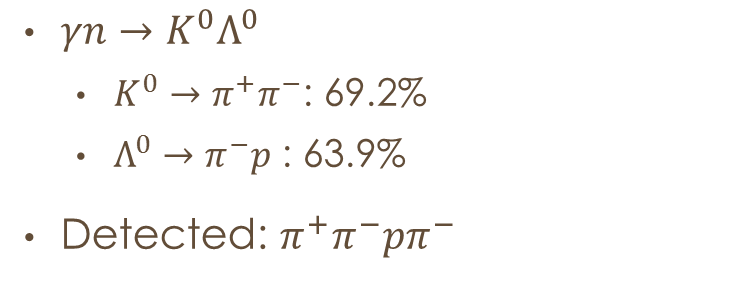 • γn → K⁰Λ⁰
• K⁰ → π⁺π⁻: 69.2%
• Λ⁰ → π⁻p : 63.9%
• Detected: π⁺π⁻pπ⁻